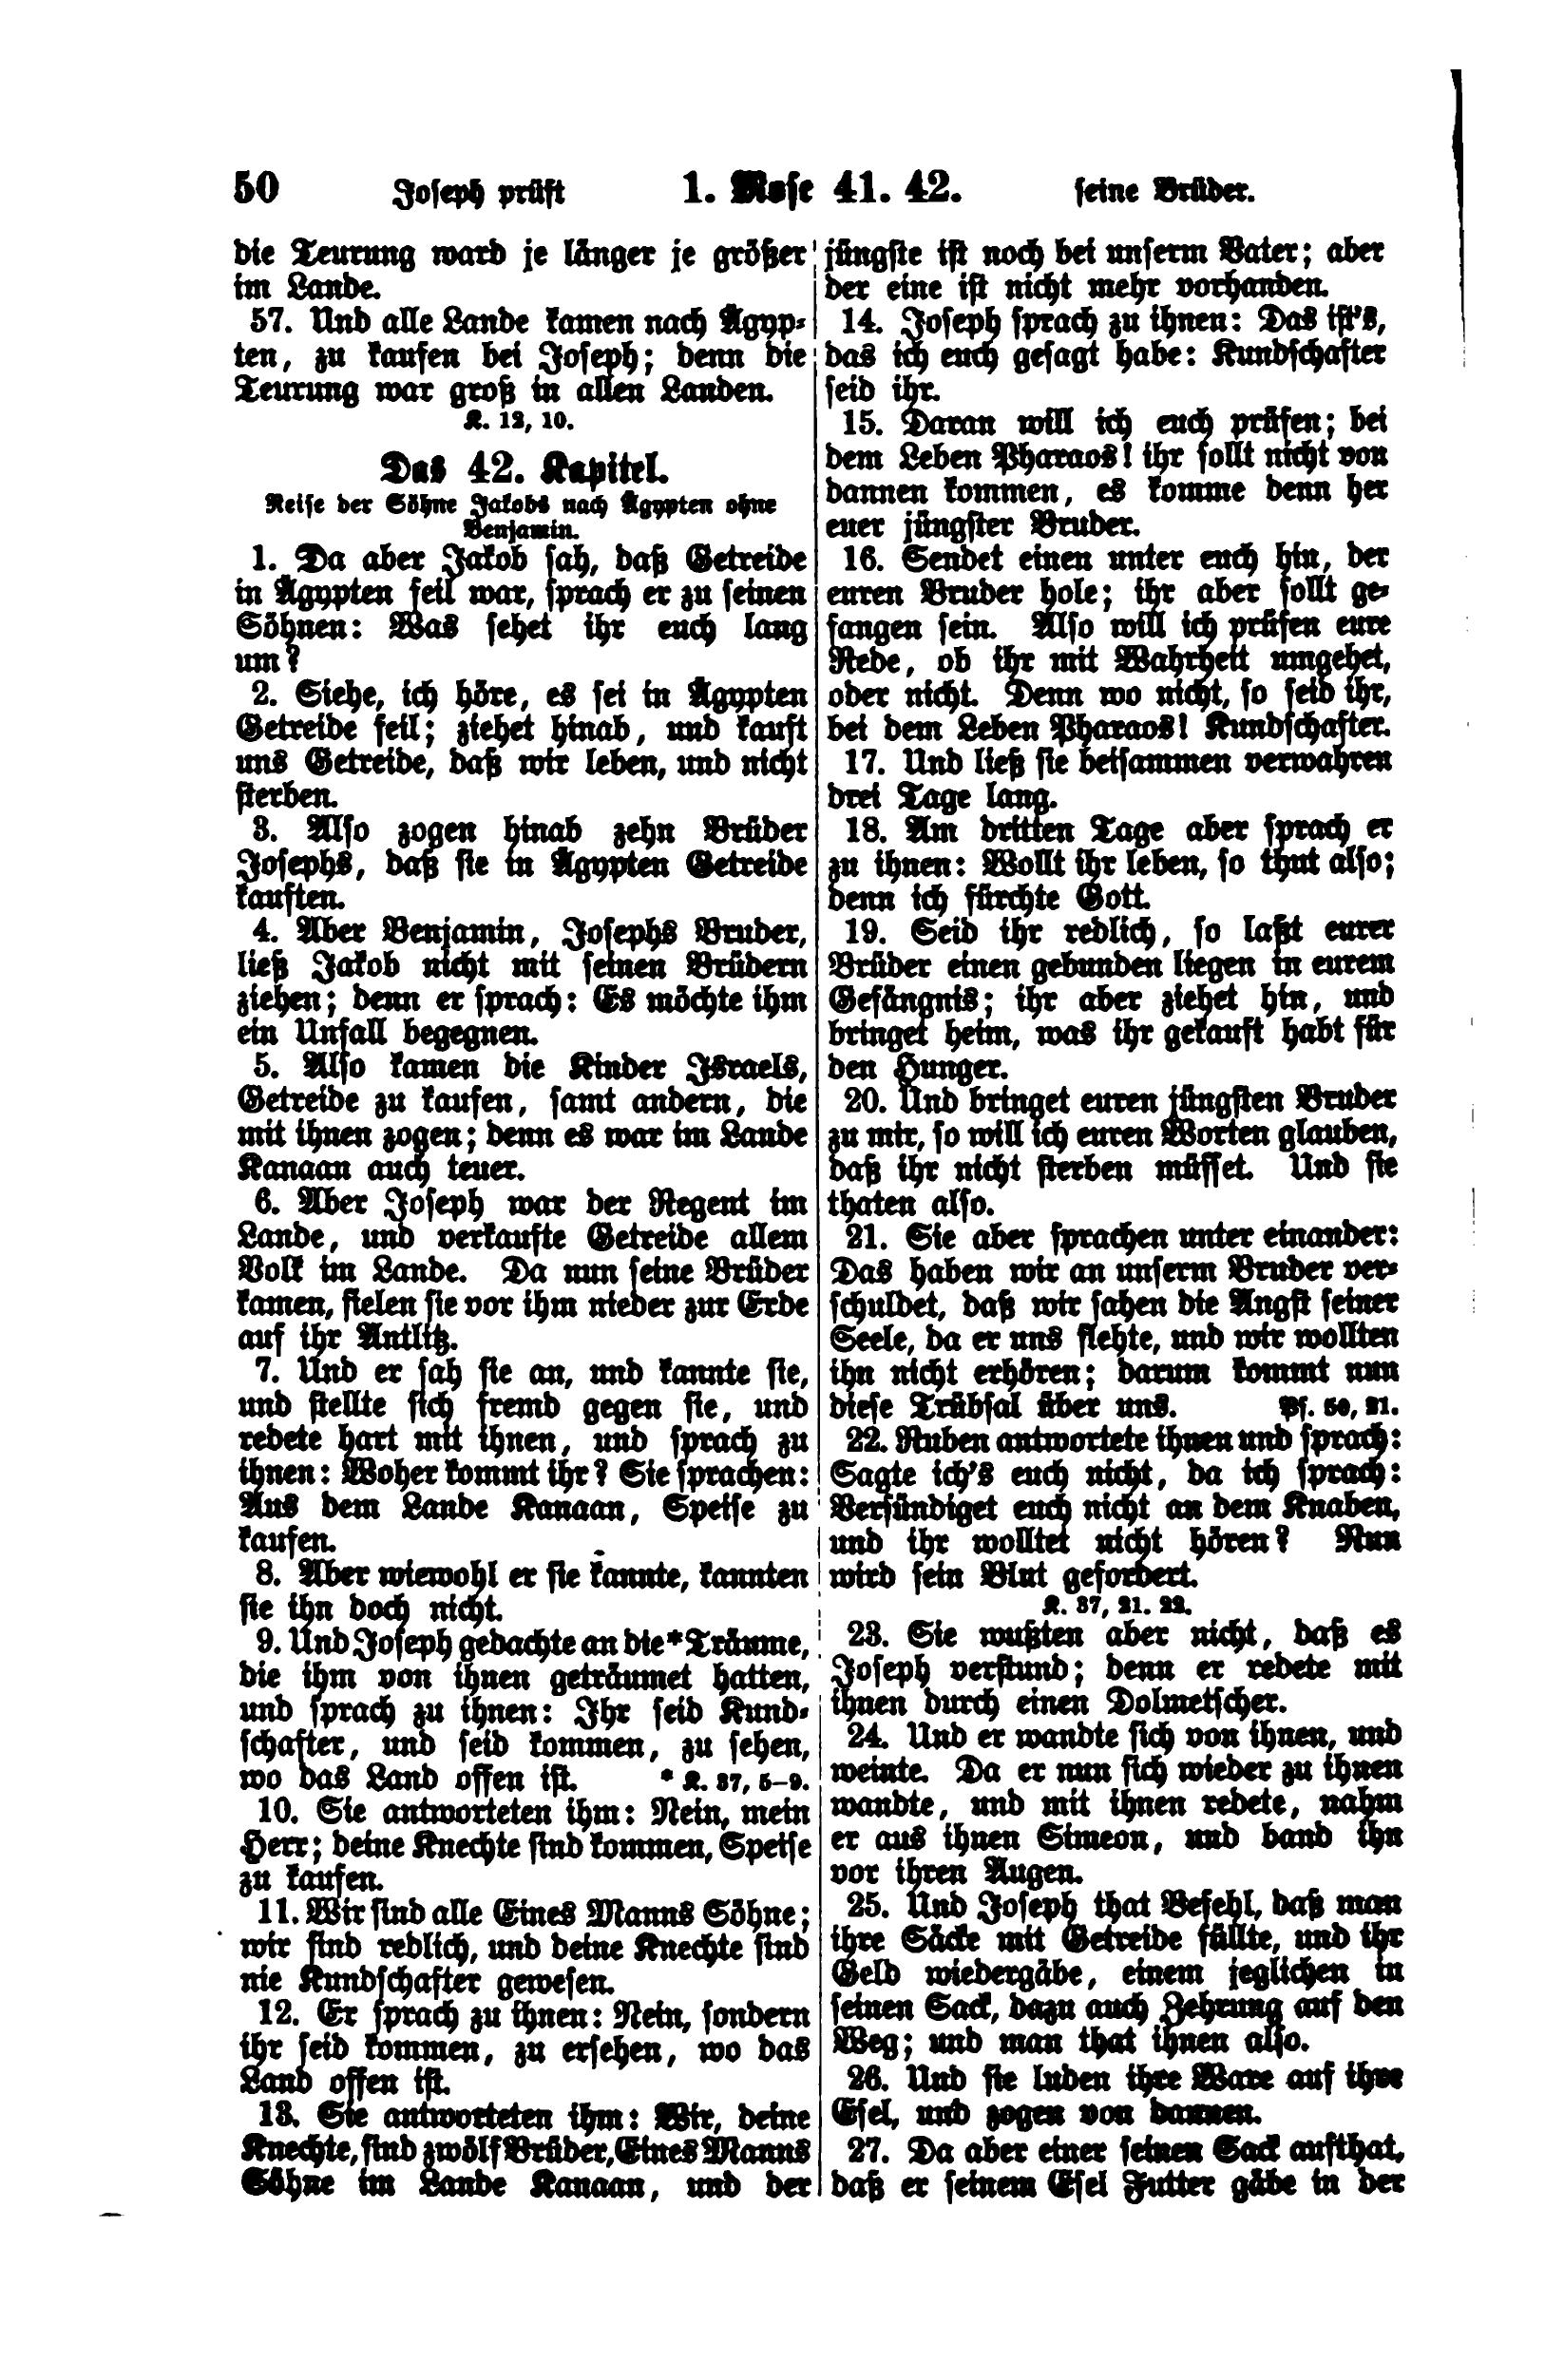 50 Joseph prüft 1. Mose 41. 42. seine Brüder.
die Teurung ward je länger je größer
im Lande.
57. Und alle Lande kamen nach Ägyp-
ten, zu kaufen bei Joseph; denn die
Teurung war groß in allen Landen.
K. 12, 10.
Das 42. Kapitel.
Reise der Söhne Jakobs nach Ägypten ohne
Benjamin.
1. Da aber Jakob sah, daß Getreide
in Ägypten feil war, sprach er zu seinen
Söhnen: Was sehet ihr euch lang
um?
2. Siehe, ich höre, es sei in Ägypten
Getreide feil; ziehet hinab, und kauft
uns Getreide, daß wir leben, und nicht
sterben.
3. Also zogen hinab zehn Brüder
Josephs, daß sie in Ägypten Getreide
kauften.
4. Aber Benjamin, Josephs Bruder,
ließ Jakob nicht mit seinen Brüdern
ziehen; denn er sprach: Es möchte ihm
ein Unfall begegnen.
5. Also kamen die Kinder Israels,
Getreide zu kaufen, samt andern, die
mit ihnen zogen; denn es war im Lande
Kanaan auch teuer.
6. Aber Joseph war der Regent im
Lande, und verkaufte Getreide allem
Volk im Lande. Da nun seine Brüder
kamen, fielen sie vor ihm nieder zur Erde
auf ihr Antlitz.
7. Und er sah sie an, und kannte sie,
und stellte sich fremd gegen sie, und
redete hart mit ihnen, und sprach zu
ihnen: Woher kommt ihr? Sie sprachen:
Aus dem Lande Kanaan, Speise zu
kaufen.
8. Aber wiewohl er sie kannte, kannten
sie ihn doch nicht.
9. Und Joseph gedachte an die *Träume,
die ihm von ihnen geträumet hatten,
und sprach zu ihnen: Ihr seid Kund-
schafter, und seid kommen, zu sehen,
wo das Land offen ist. * K. 37, 5–9.
10. Sie antworteten ihm: Nein, mein
Herr; deine Knechte sind kommen, Speise
zu kaufen.
11. Wir sind alle Eines Manns Söhne;
wir sind redlich, und deine Knechte sind
nie Kundschafter gewesen.
12. Er sprach zu ihnen: Nein, sondern
ihr seid kommen, zu ersehen, wo das
Land offen ist.
13. Sie antworteten ihm: Wir, deine
Knechte, sind zwölf Brüder, Eines Manns
Söhne im Lande Kanaan, und der
jüngste ist noch bei unserm Vater; aber
der eine ist nicht mehr vorhanden.
14. Joseph sprach zu ihnen: Das ist's,
das ich euch gesagt habe: Kundschafter
seid ihr.
15. Daran will ich euch prüfen; bei
dem Leben Pharaos! ihr sollt nicht von
dannen kommen, es komme denn her
euer jüngster Bruder.
16. Sendet einen unter euch hin, der
euren Bruder hole; ihr aber sollt ge-
fangen sein. Also will ich prüfen eure
Rede, ob ihr mit Wahrheit umgehet,
oder nicht. Denn wo nicht, so seid ihr,
bei dem Leben Pharaos! Kundschafter.
17. Und ließ sie beisammen verwahren
drei Tage lang.
18. Am dritten Tage aber sprach er
zu ihnen: Wollt ihr leben, so thut also;
denn ich fürchte Gott.
19. Seid ihr redlich, so laßt eurer
Brüder einen gebunden liegen in eurem
Gefängnis; ihr aber ziehet hin, und
bringet heim, was ihr gekauft habt für
den Hunger.
20. Und bringet euren jüngsten Bruder
zu mir, so will ich euren Worten glauben,
daß ihr nicht sterben müsset. Und sie
thaten also.
21. Sie aber sprachen unter einander:
Das haben wir an unserm Bruder ver-
schuldet, daß wir sahen die Angst seiner
Seele, da er uns flehte, und wir wollten
ihn nicht erhören; darum kommt nun
diese Trübsal über uns. Ps. 50, 21.
22. Ruben antwortete ihnen und sprach:
Sagte ich's euch nicht, da ich sprach:
Versündiget euch nicht an dem Knaben,
und ihr wolltet nicht hören? Nun
wird sein Blut gefordert.
K. 37, 21. 22.
23. Sie wußten aber nicht, daß es
Joseph verstund; denn er redete mit
ihnen durch einen Dolmetscher.
24. Und er wandte sich von ihnen, und
weinte. Da er nun sich wieder zu ihnen
wandte, und mit ihnen redete, nahm
er aus ihnen Simeon, und band ihn
vor ihren Augen.
25. Und Joseph that Befehl, daß man
ihre Säcke mit Getreide füllte, und ihr
Geld wiedergäbe, einem jeglichen in
seinen Sack, dazu auch Zehrung auf den
Weg; und man that ihnen also.
26. Und sie luden ihre Ware auf ihre
Esel, und zogen von dannen.
27. Da aber einer seinen Sack aufthat,
daß er seinem Esel Futter gäbe in der